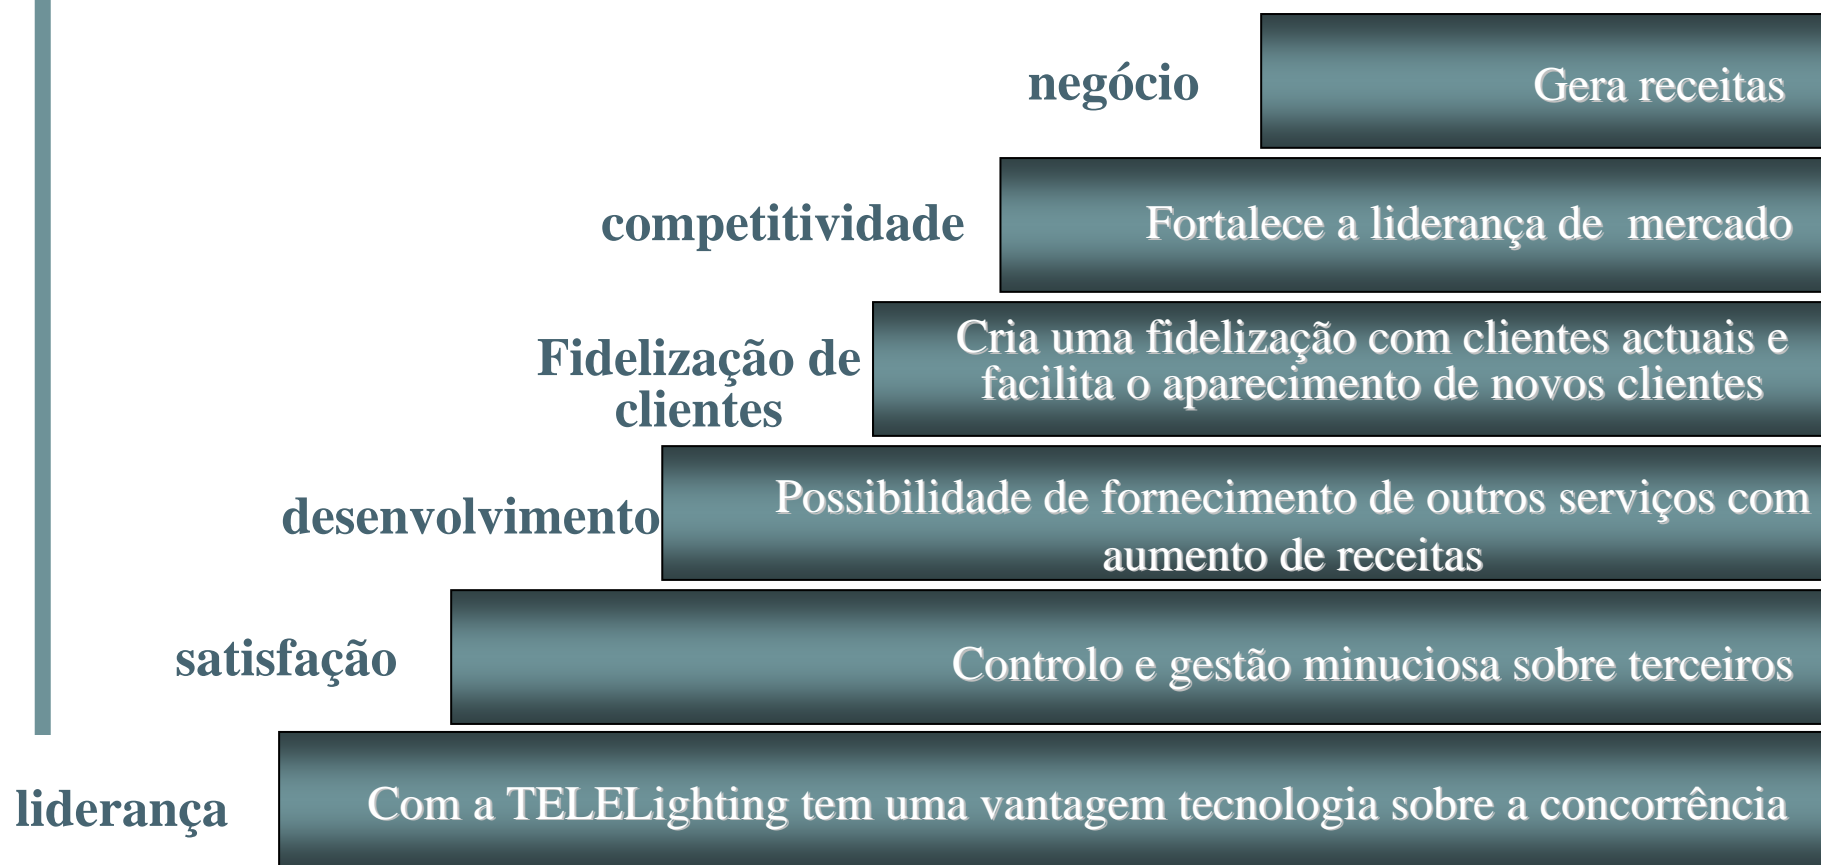 negócio
Gera receitas
competitividade
Fortalece a liderança de  mercado
Fidelização de
clientes
Cria uma fidelização com clientes actuais e
facilita o aparecimento de novos clientes
desenvolvimento
Possibilidade de fornecimento de outros serviços com
aumento de receitas
satisfação
Controlo e gestão minuciosa sobre terceiros
liderança
Com a TELELighting tem uma vantagem tecnologia sobre a concorrência